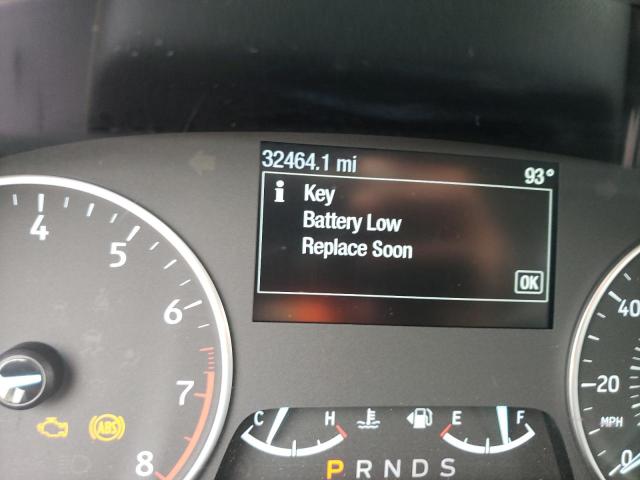 32464.1 mi 93°
i Key
Battery Low
Replace Soon
OK
4
5
6
7
8
ABS
C H E F
P R N D S
40
20
MPH
0